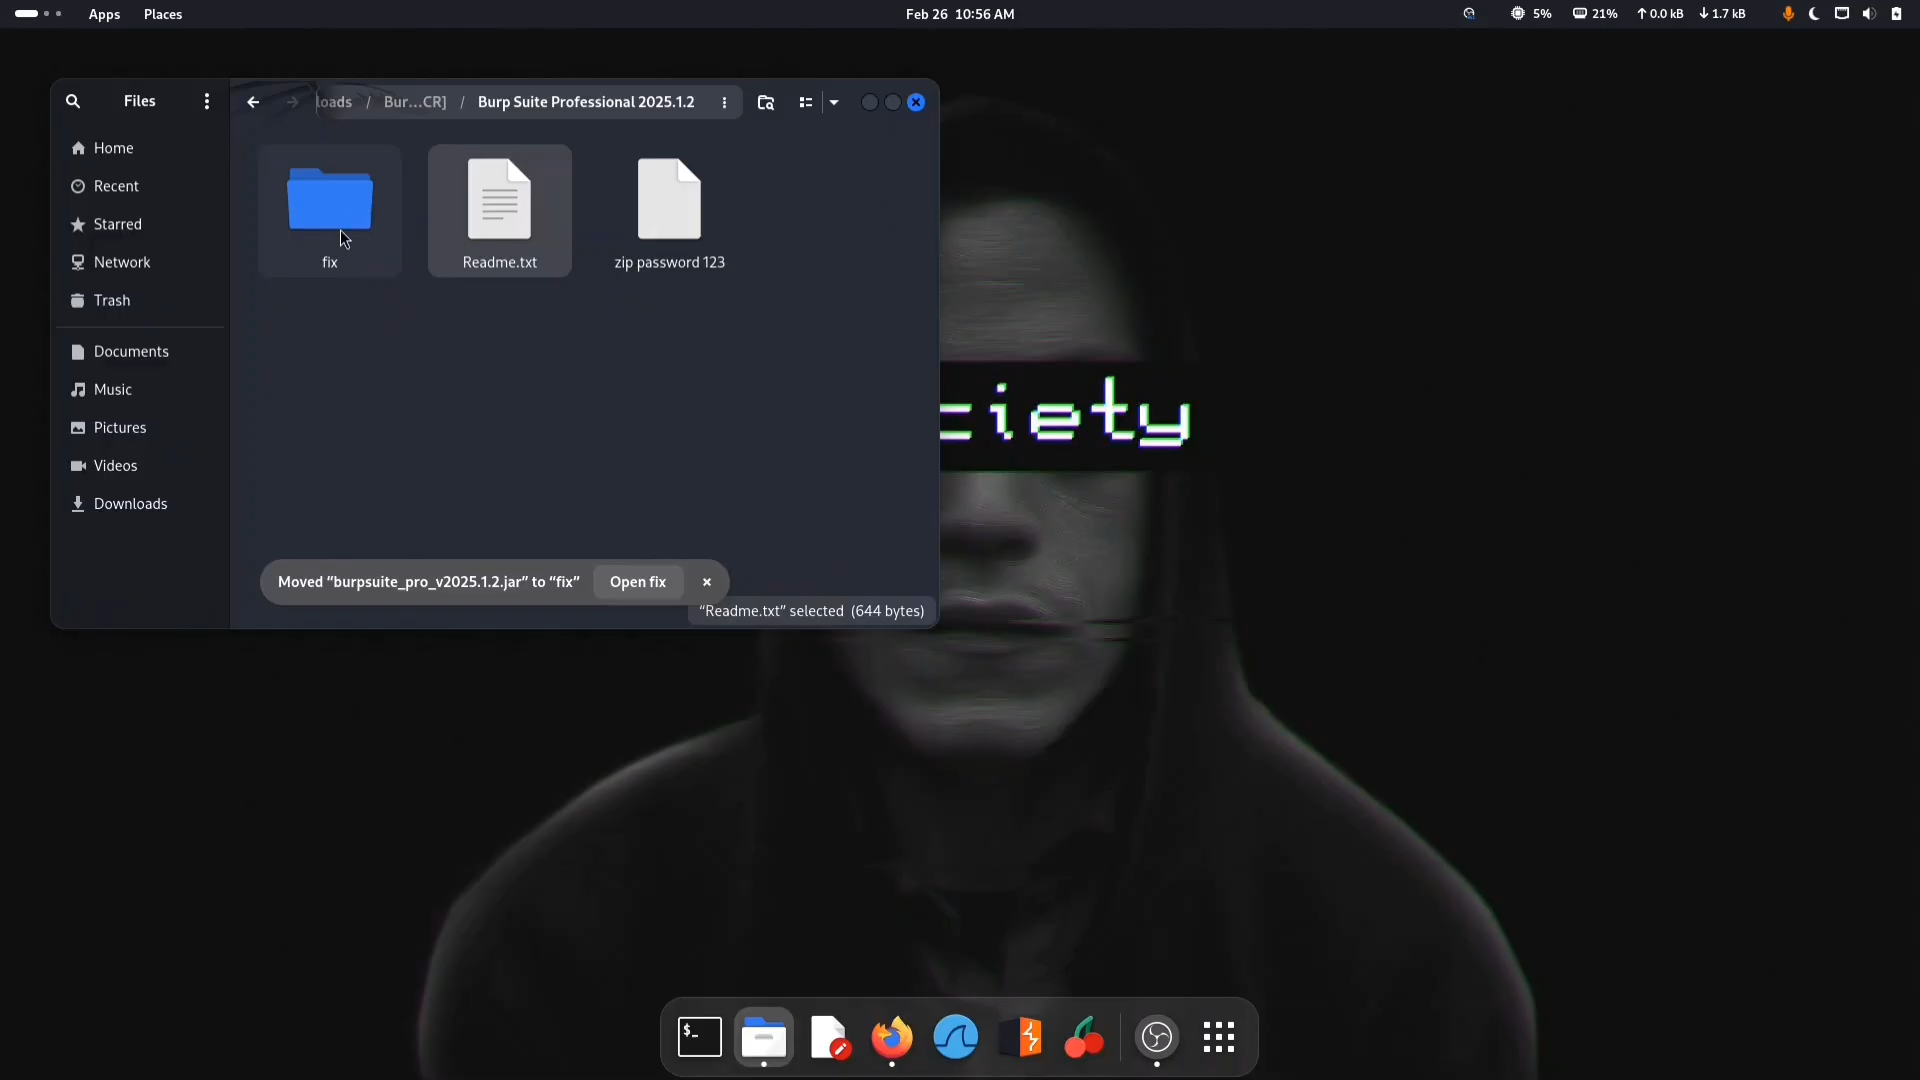 Apps Places Feb 26 10:56 AM 5% 21% 0.0 kB 1.7 kB
Files loads / Bur...CR] / Burp Suite Professional 2025.1.2
Home
Recent
Starred
Network
Trash
Documents
Music
Pictures
Videos
Downloads
fix Readme.txt zip password 123
ciety
Moved “burpsuite_pro_v2025.1.2.jar” to “fix” Open fix
“Readme.txt” selected (644 bytes)
$_